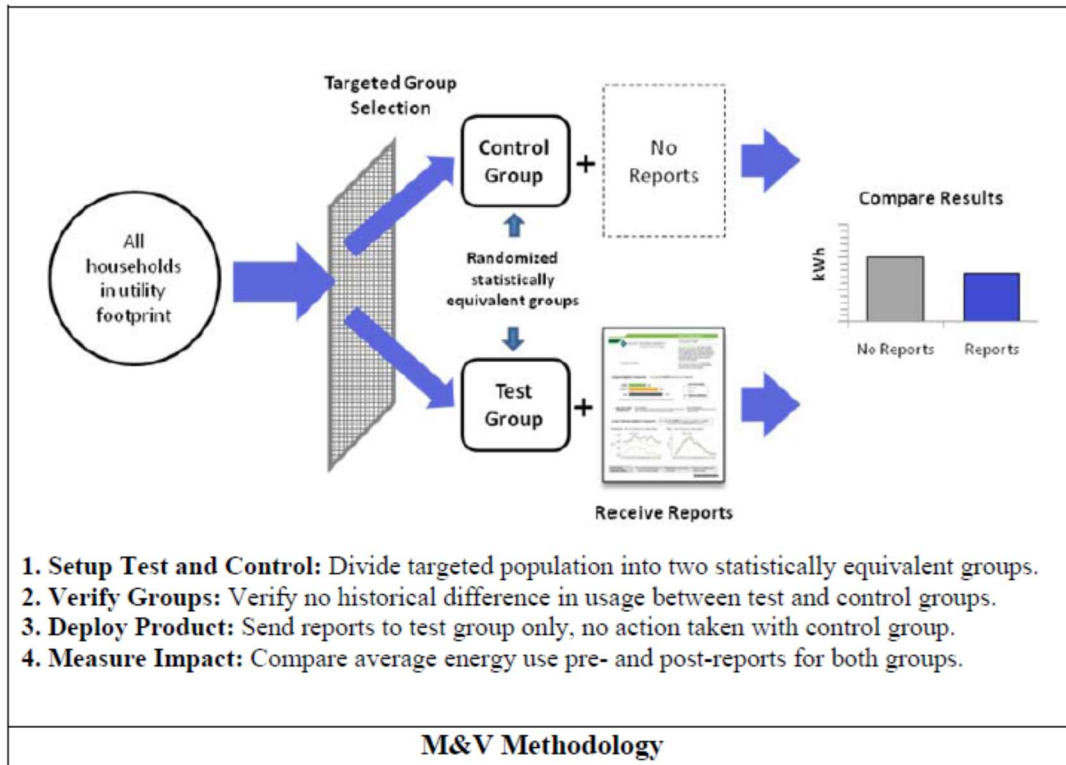 Targeted Group
Selection
All
households
in utility
footprint
Control
Group
+
No
Reports
Randomized
statistically
equivalent groups
Test
Group
+
Receive Reports
Compare Results
kWh
No Reports
Reports
1. Setup Test and Control: Divide targeted population into two statistically equivalent groups.
2. Verify Groups: Verify no historical difference in usage between test and control groups.
3. Deploy Product: Send reports to test group only, no action taken with control group.
4. Measure Impact: Compare average energy use pre- and post-reports for both groups.
M&V Methodology